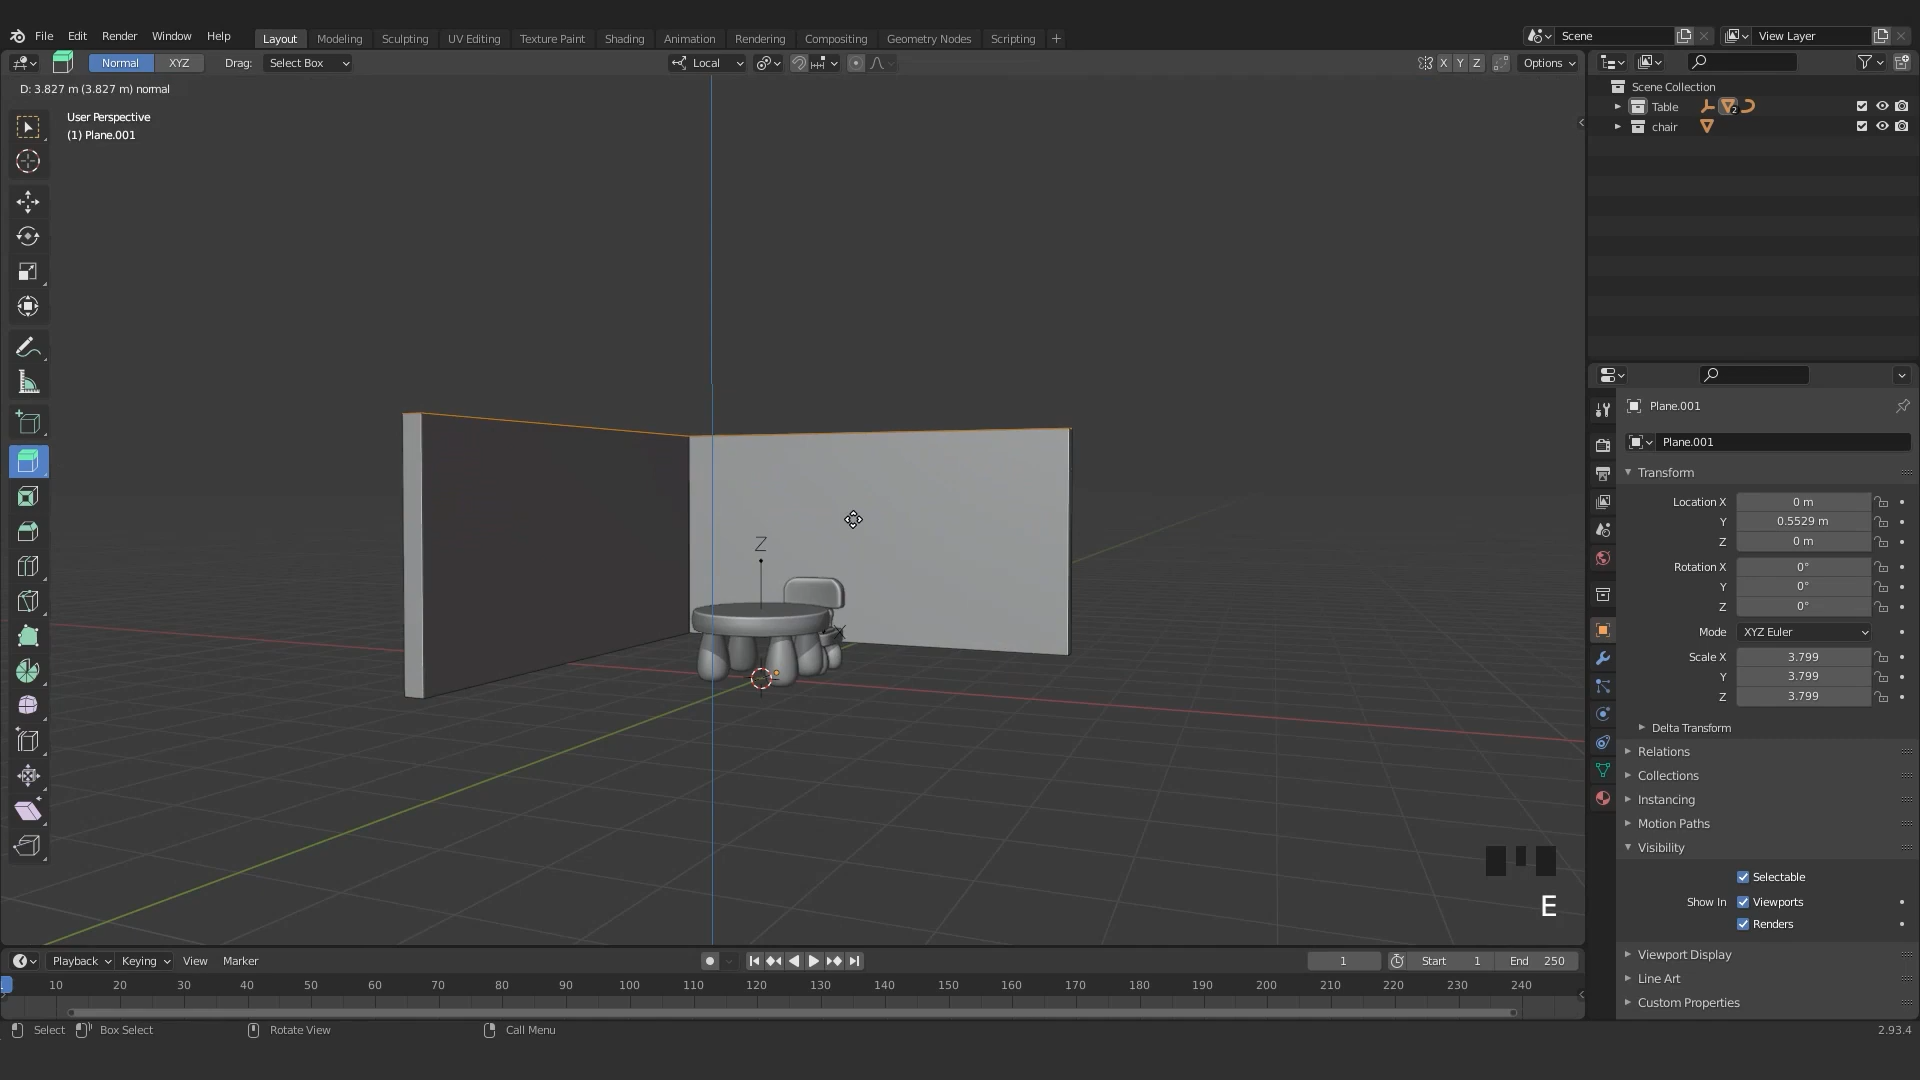 File Edit Render Window Help Layout Modeling Sculpting UV Editing Texture Paint Shading Animation Rendering Compositing Geometry Nodes Scripting + Scene View Layer
Normal XYZ Drag: Select Box Local X Y Z Options
D: 3.827 m (3.827 m) normal
User Perspective
(1) Plane.001
Scene Collection
Table 2
chair
Plane.001
Plane.001
Transform
Location X 0 m
Y 0.5529 m
Z 0 m
Rotation X 0°
Y 0°
Z 0°
Mode XYZ Euler
Scale X 3.799
Y 3.799
Z 3.799
Delta Transform
Relations
Collections
Instancing
Motion Paths
Visibility
Selectable
Show In Viewports
Renders
Viewport Display
Line Art
Custom Properties
Z
X
E
Playback Keying View Marker 1 Start 1 End 250
1 10 20 30 40 50 60 70 80 90 100 110 120 130 140 150 160 170 180 190 200 210 220 230 240
Select Box Select Rotate View Call Menu 2.93.4